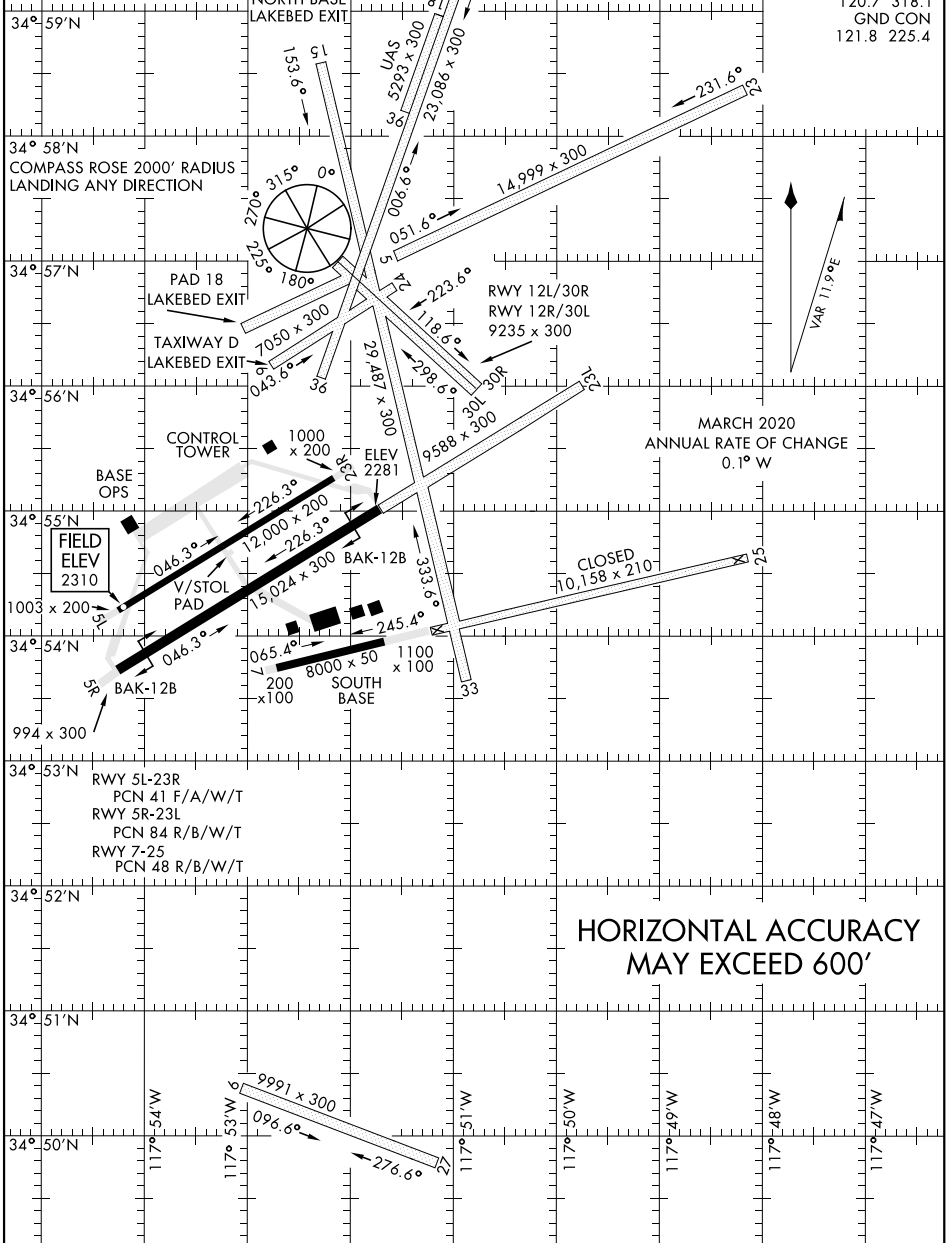 NORTH BASE
LAKEBED EXIT
120.7 318.1
GND CON
121.8 225.4
34° 59'N
15
153.6°
UAS
5293 x 300
36
23,086 x 300
231.6°
23
34° 58'N
COMPASS ROSE 2000' RADIUS
LANDING ANY DIRECTION
0°
315°
270°
225°
180°
006.6°
14,999 x 300
051.6°
5
VAR 11.9°E
34° 57'N
PAD 18
LAKEBED EXIT
24
223.6°
RWY 12L/30R
RWY 12R/30L
9235 x 300
118.6°
TAXIWAY D
LAKEBED EXIT
7050 x 300
6
043.6°
36
29,487 x 300
298.6°
30L
30R
23L
34° 56'N
MARCH 2020
ANNUAL RATE OF CHANGE
0.1° W
CONTROL
TOWER
1000
x 200
23R
ELEV
2281
9588 x 300
BASE
OPS
226.3°
34° 55'N
FIELD
ELEV
2310
046.3°
12,000 x 200
226.3°
BAK-12B
V/STOL
PAD
15,024 x 300
333.6°
CLOSED
10,158 x 210
25
1003 x 200
5L
34° 54'N
046.3°
245.4°
065.4°
7
8000 x 50
1100
x 100
200
x100
SOUTH
BASE
33
5R
BAK-12B
994 x 300
34° 53'N
RWY 5L-23R
PCN 41 F/A/W/T
RWY 5R-23L
PCN 84 R/B/W/T
RWY 7-25
PCN 48 R/B/W/T
34° 52'N
HORIZONTAL ACCURACY
MAY EXCEED 600'
34° 51'N
9
9991 x 300
096.6°
276.6°
27
34° 50'N
117° 54'W
117° 53'W
117° 51'W
117° 50'W
117° 49'W
117° 48'W
117° 47'W